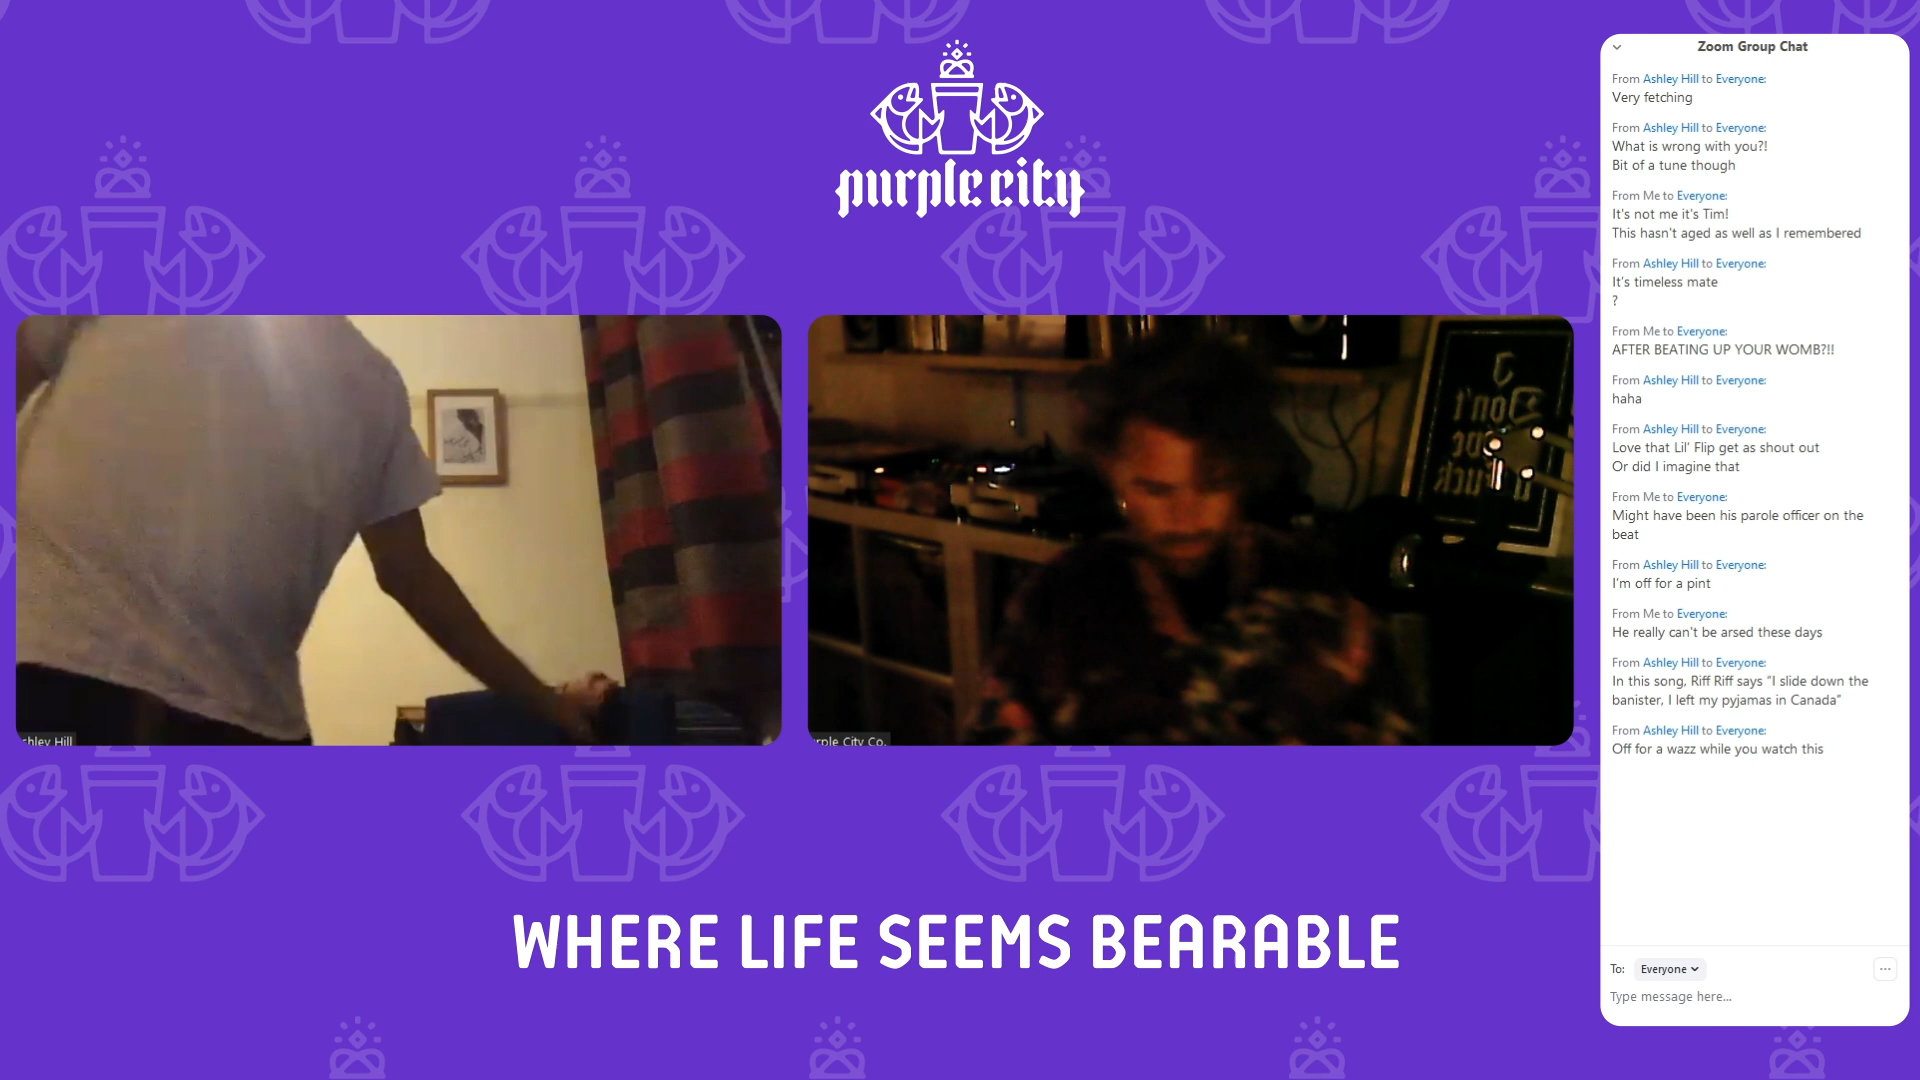 purple city
Zoom Group Chat
From Ashley Hill to Everyone:
Very fetching
From Ashley Hill to Everyone:
What is wrong with you?!
Bit of a tune though
From Me to Everyone:
It's not me it's Tim!
This hasn't aged as well as I remembered
From Ashley Hill to Everyone:
It's timeless mate
?
From Me to Everyone:
AFTER BEATING UP YOUR WOMB?!!
From Ashley Hill to Everyone:
haha
From Ashley Hill to Everyone:
Love that Lil' Flip get as shout out
Or did I imagine that
From Me to Everyone:
Might have been his parole officer on the
beat
From Ashley Hill to Everyone:
I'm off for a pint
From Me to Everyone:
He really can't be arsed these days
From Ashley Hill to Everyone:
In this song, Riff Riff says “I slide down the
banister, I left my pyjamas in Canada”
From Ashley Hill to Everyone:
Off for a wazz while you watch this
To: Everyone
Type message here...
I
Don't
u
shley Hill
rple City Co.
WHERE LIFE SEEMS BEARABLE